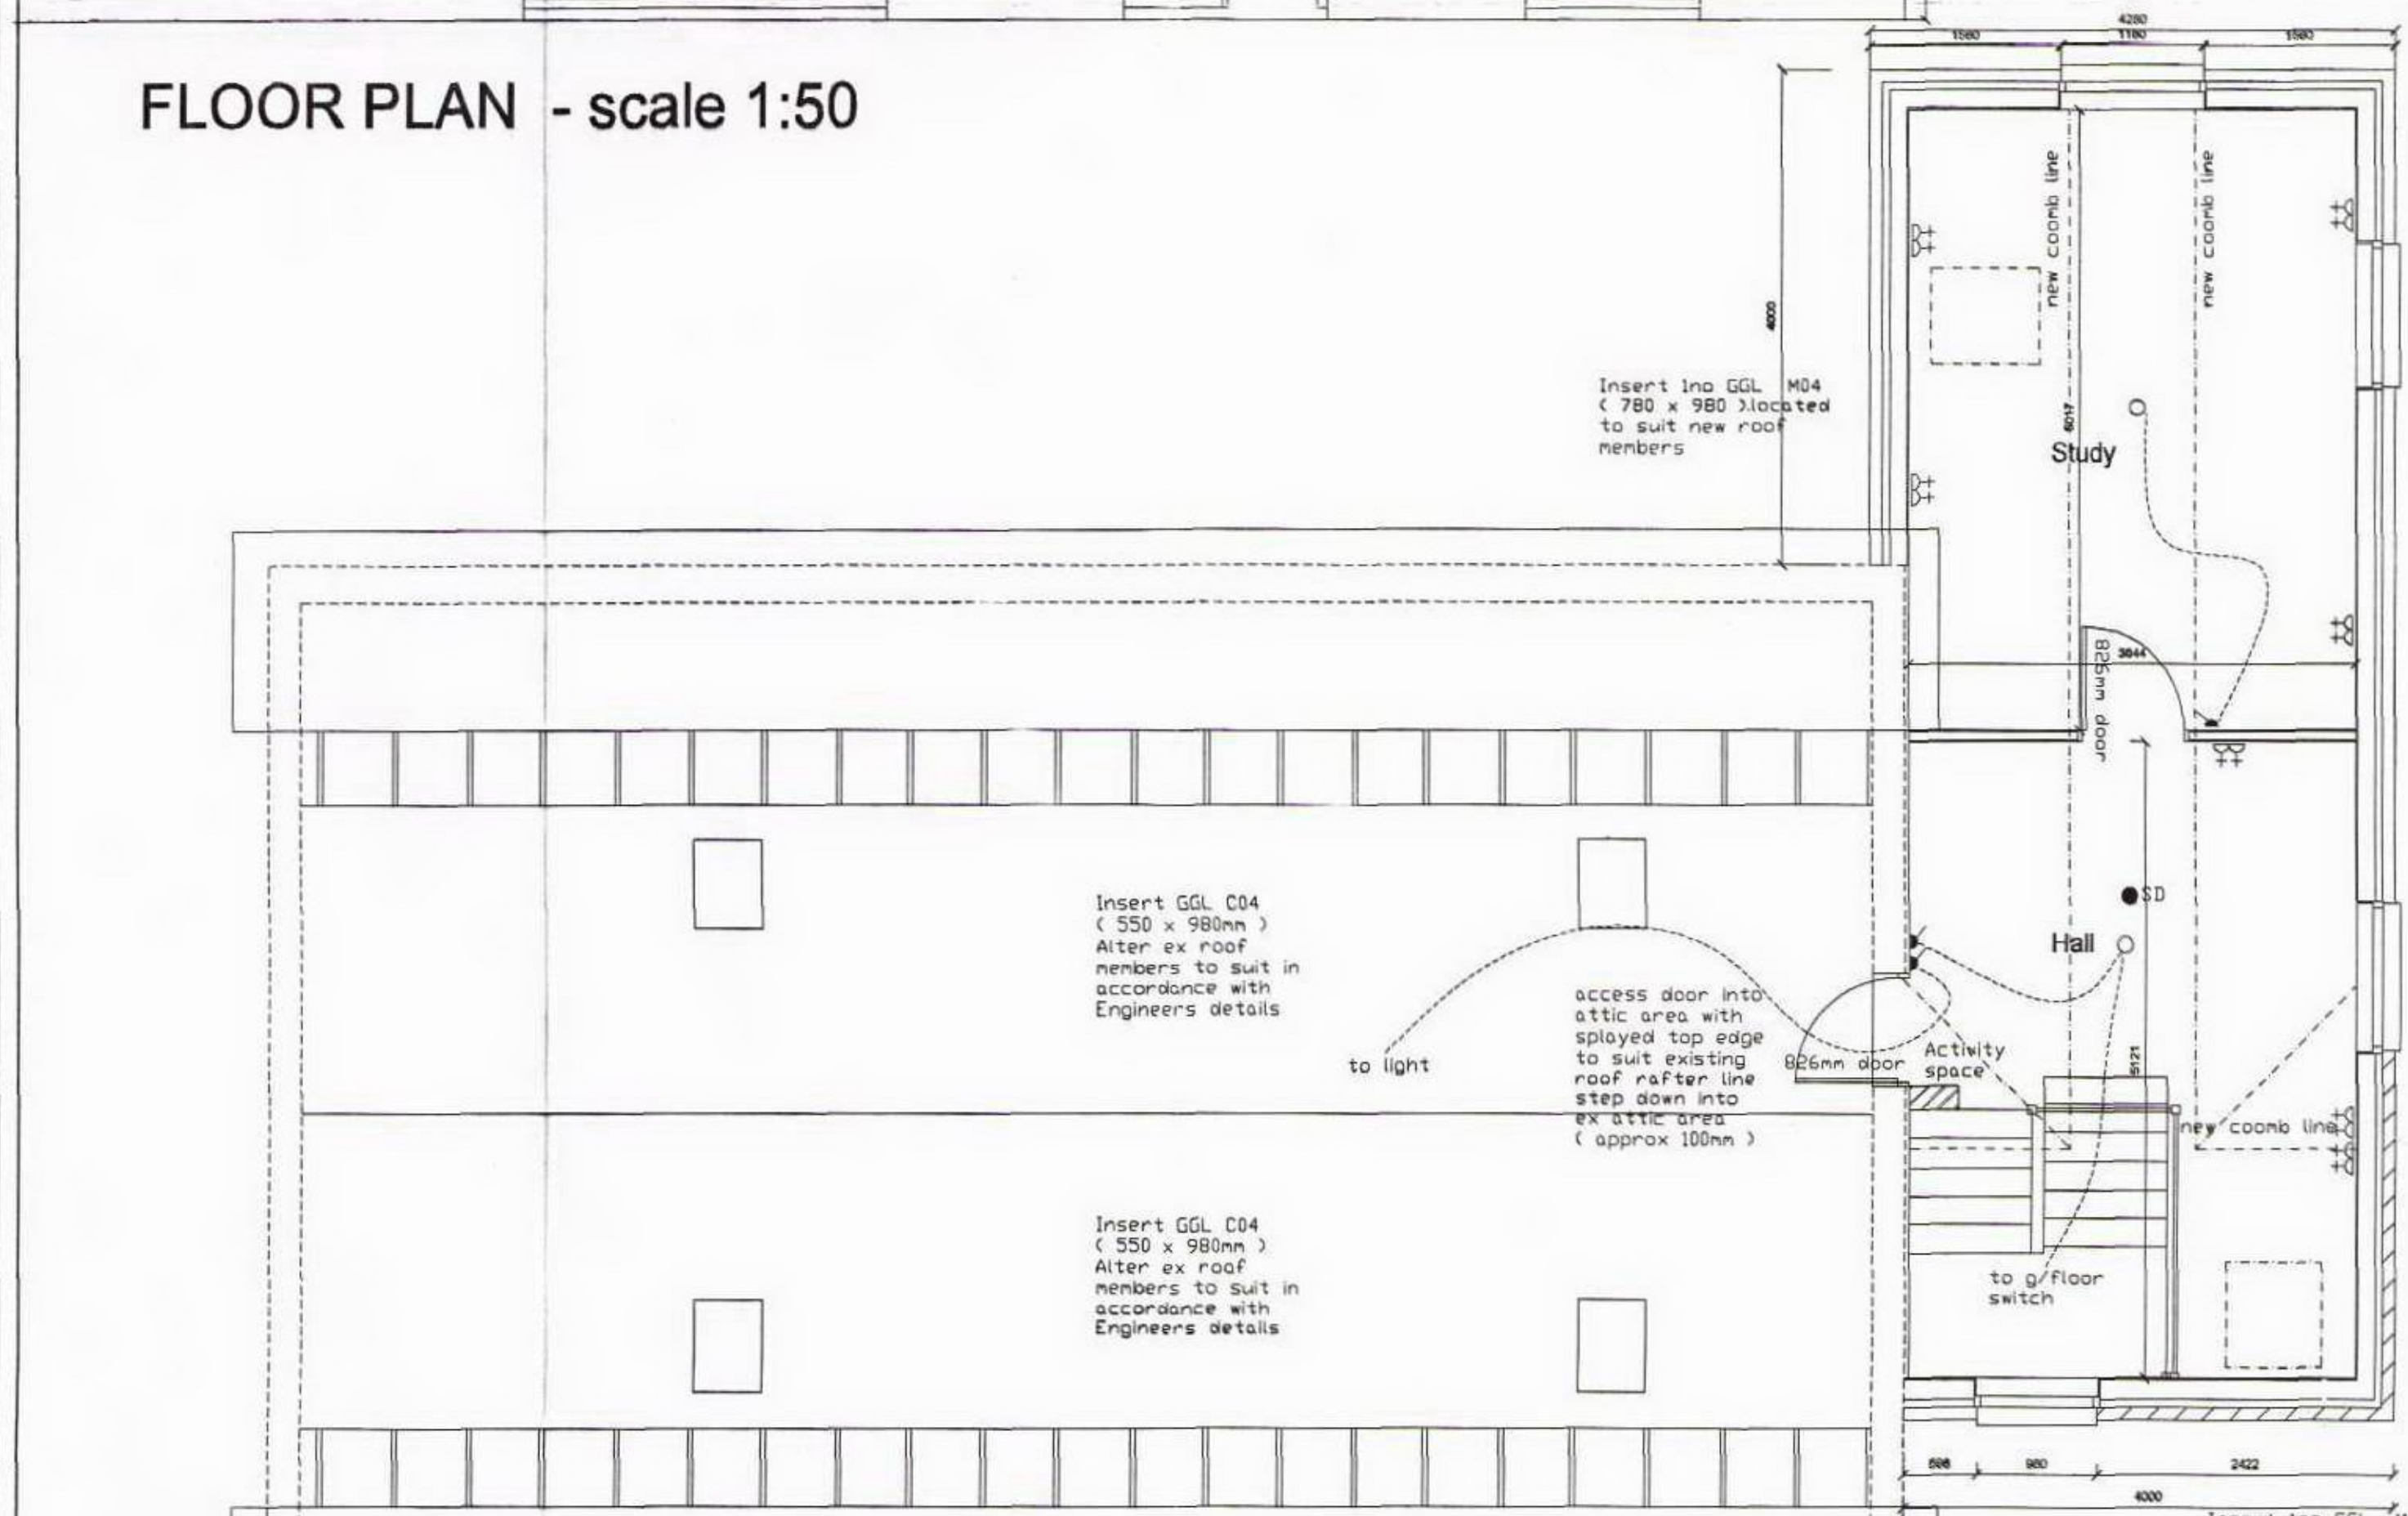 FLOOR PLAN - scale 1:50
4280
1560
1160
1560
new coomb line
new coomb line
4000
Insert 1no GGL M04
( 780 x 980 ).located
to suit new roof
members
Study
826mm door
SD
Hall
Insert GGL C04
( 550 x 980mm )
Alter ex roof
members to suit in
accordance with
Engineers details
to light
access door into
attic area with
splayed top edge
to suit existing
roof rafter line
step down into
ex attic area
( approx 100mm )
826mm door
Activity
space
5121
new coomb line
Insert GGL C04
( 550 x 980mm )
Alter ex roof
members to suit in
accordance with
Engineers details
to g/floor
switch
980
2422
4000